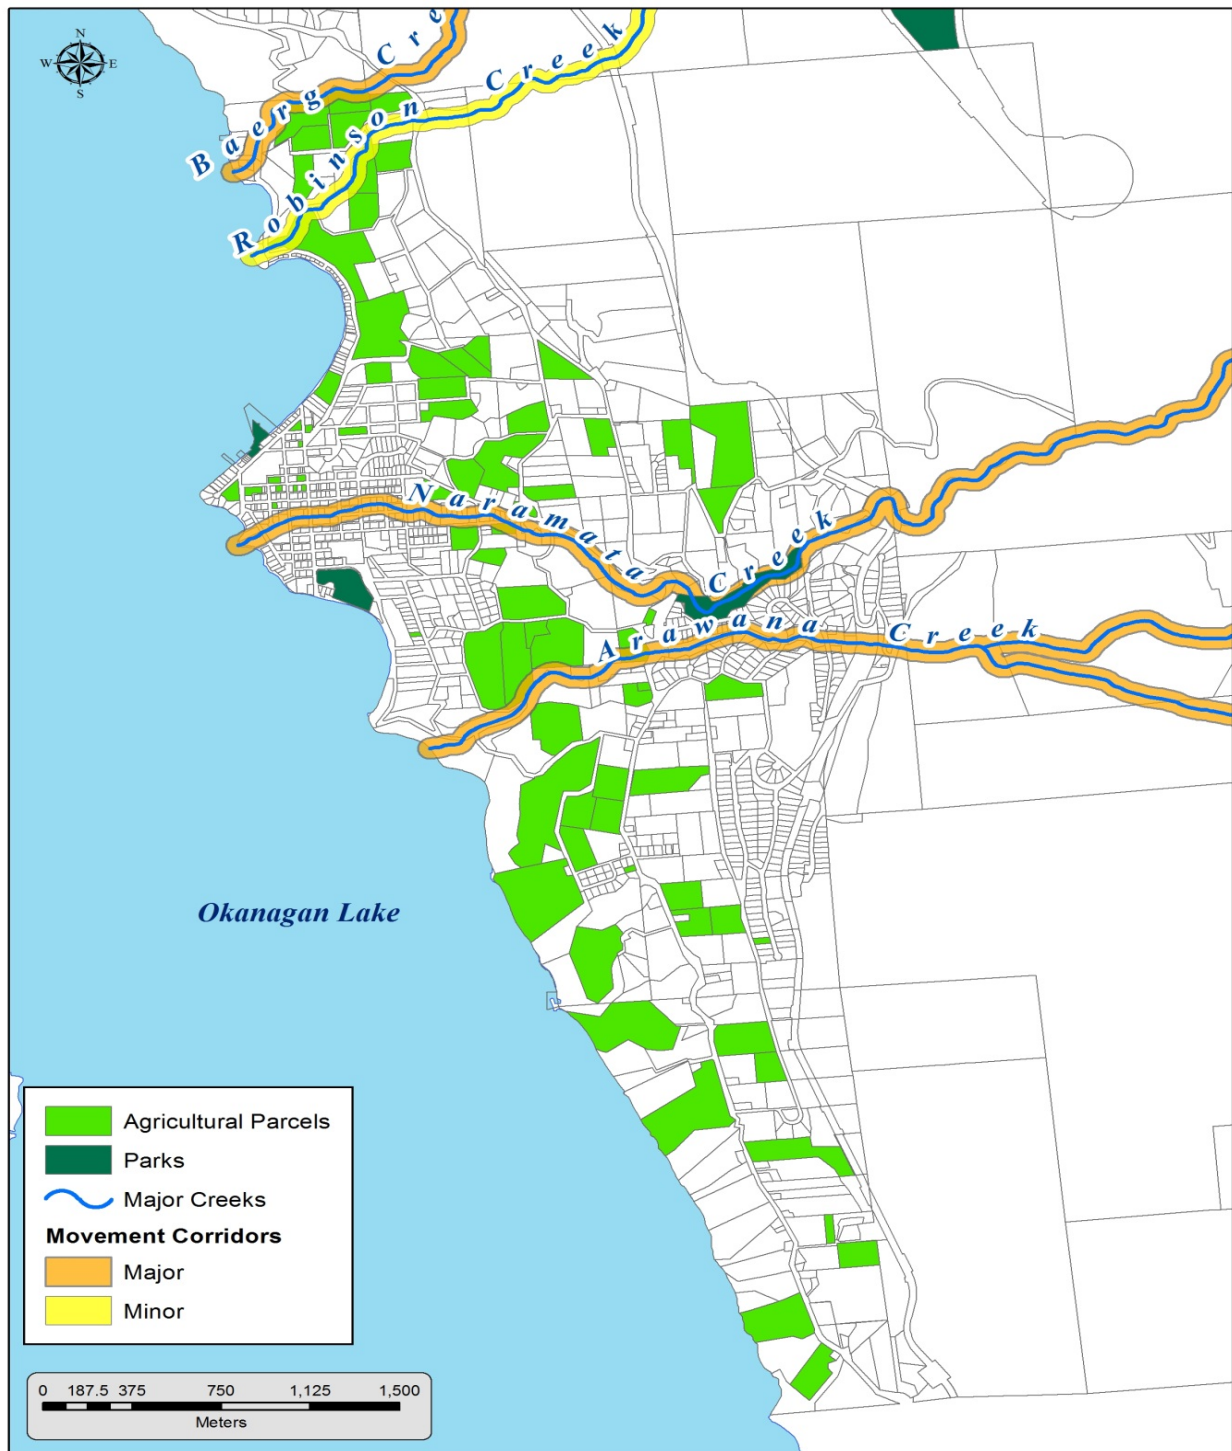 N
W E
S
Baerg Cre
Robinson Creek
Naramata Creek
Arawana Creek
Okanagan Lake
Agricultural Parcels
Parks
Major Creeks
Movement Corridors
Major
Minor
0 187.5 375 750 1,125 1,500
Meters